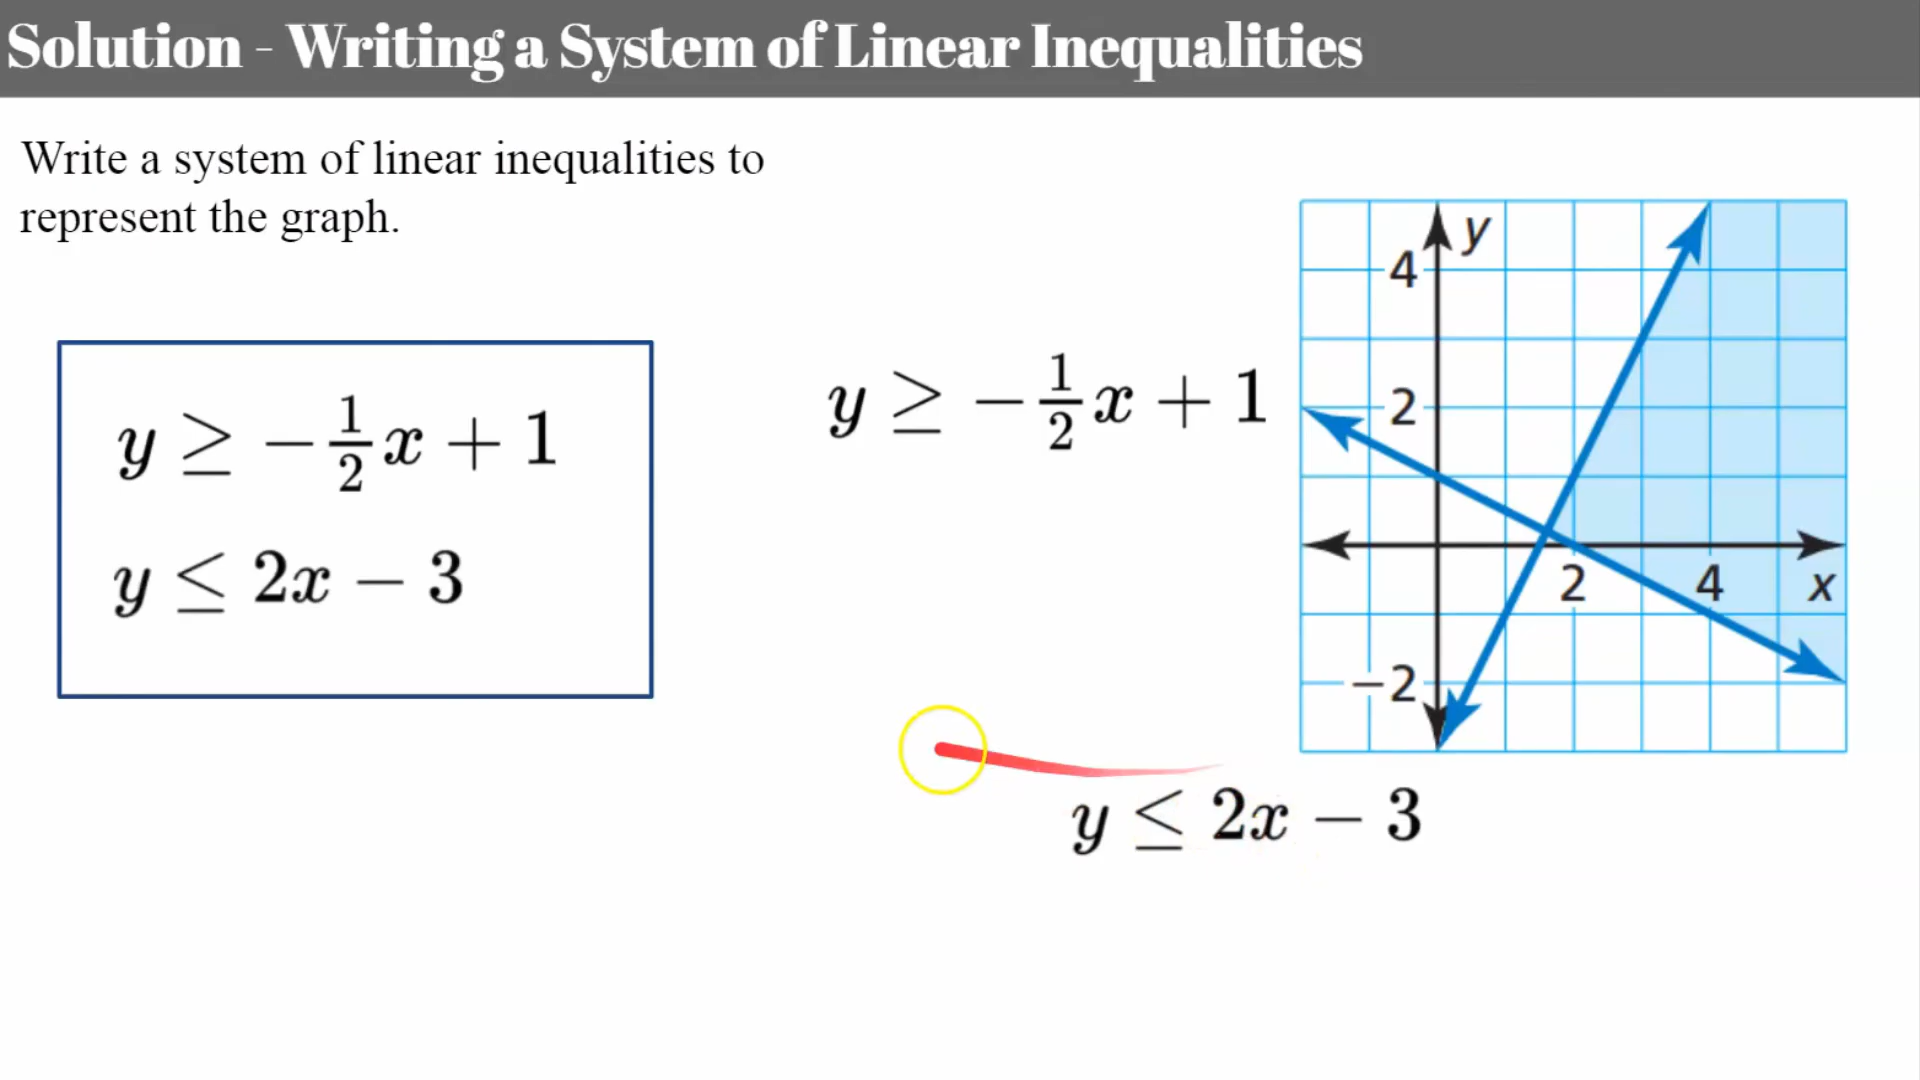 Solution - Writing a System of Linear Inequalities
Write a system of linear inequalities to
represent the graph.
y ≥ -½x + 1
y ≤ 2x − 3
y ≥ -½x + 1
y ≤ 2x − 3
y
4
2
2 4 x
−2